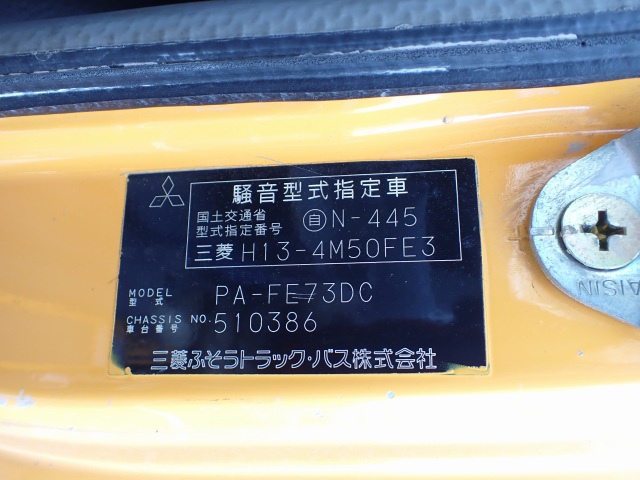 騒音型式指定車
国土交通省
型式指定番号 自N-445
三菱 H13-4M50FE3
MODEL
型式 PA-FE73DC
CHASSIS NO.
車台番号 510386
三菱ふそうトラック・バス株式会社
AISIN